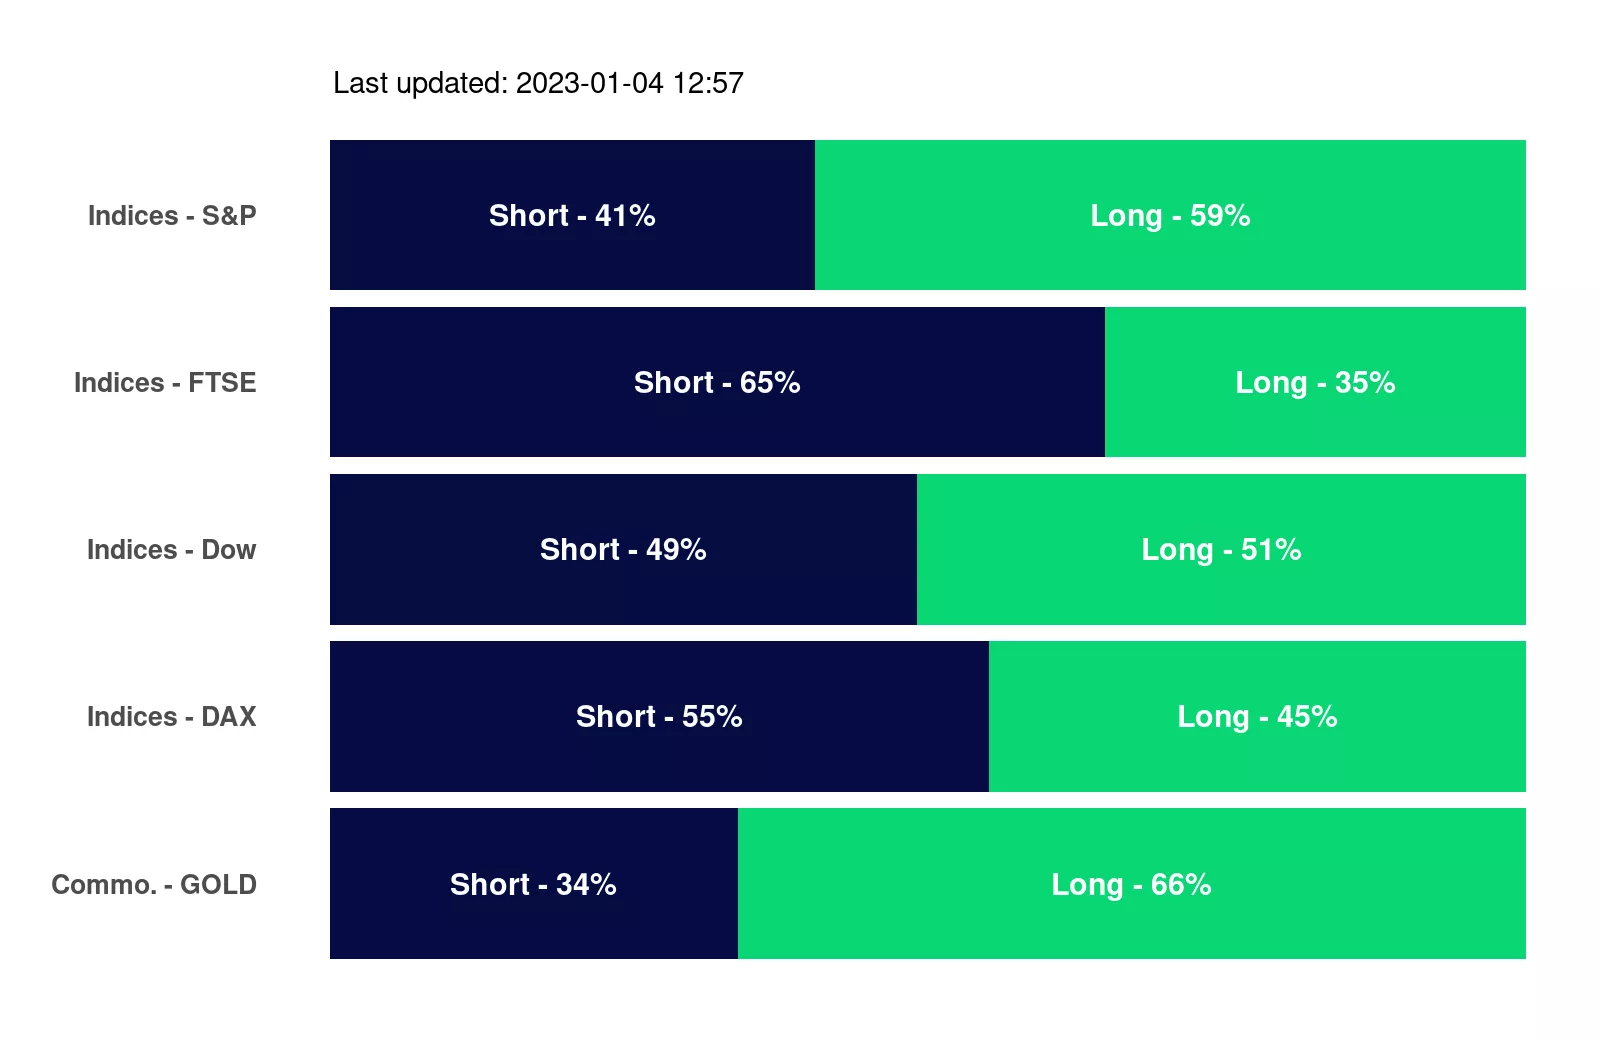 Last updated: 2023-01-04 12:57
Indices - S&P Short - 41% Long - 59%
Indices - FTSE Short - 65% Long - 35%
Indices - Dow Short - 49% Long - 51%
Indices - DAX Short - 55% Long - 45%
Commo. - GOLD Short - 34% Long - 66%